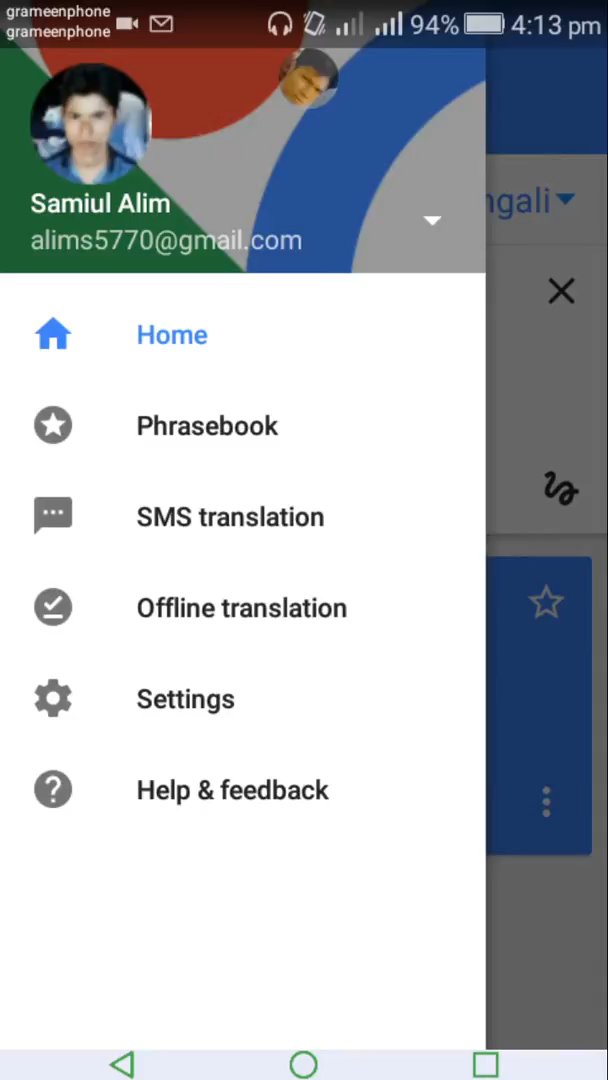 grameenphone
grameenphone
94% 4:13 pm
Samiul Alim
alims5770@gmail.com
ngali
Home
Phrasebook
SMS translation
Offline translation
Settings
Help & feedback